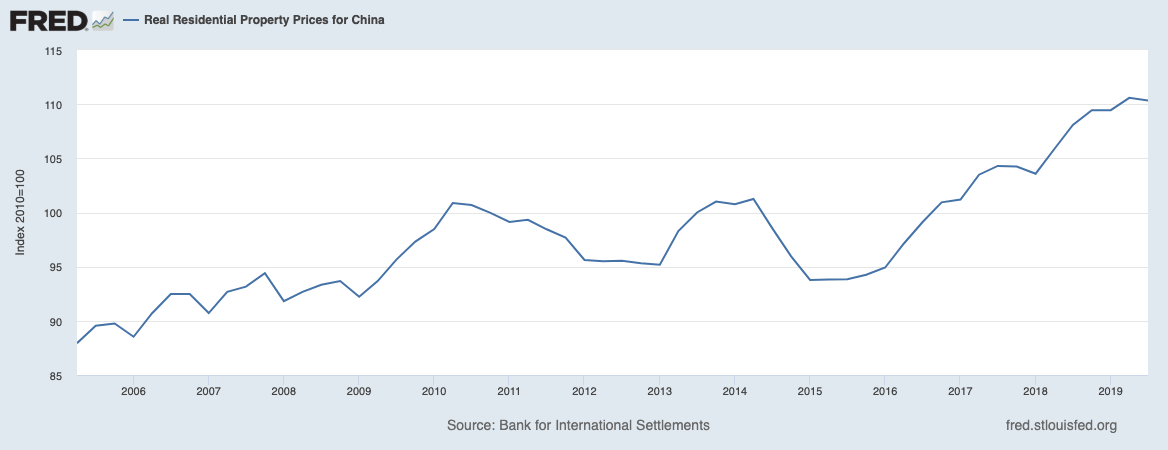 FRED
Real Residential Property Prices for China
115
110
105
100
95
90
85
Index 2010=100
2006 2007 2008 2009 2010 2011 2012 2013 2014 2015 2016 2017 2018 2019
Source: Bank for International Settlements
fred.stlouisfed.org